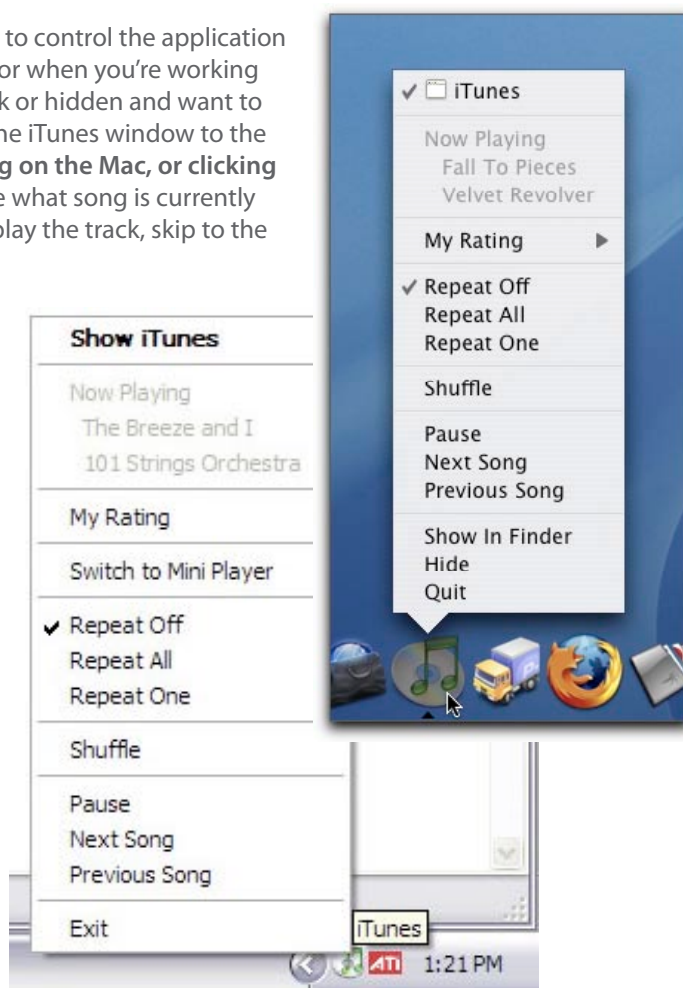 to control the application
or when you're working
k or hidden and want to
ne iTunes window to the
g on the Mac, or clicking
e what song is currently
play the track, skip to the
iTunes
Now Playing
Fall To Pieces
Velvet Revolver
My Rating
Repeat Off
Repeat All
Repeat One
Shuffle
Pause
Next Song
Previous Song
Show In Finder
Hide
Quit
Show iTunes
Now Playing
The Breeze and I
101 Strings Orchestra
My Rating
Switch to Mini Player
Repeat Off
Repeat All
Repeat One
Shuffle
Pause
Next Song
Previous Song
Exit
iTunes
ATI 1:21 PM